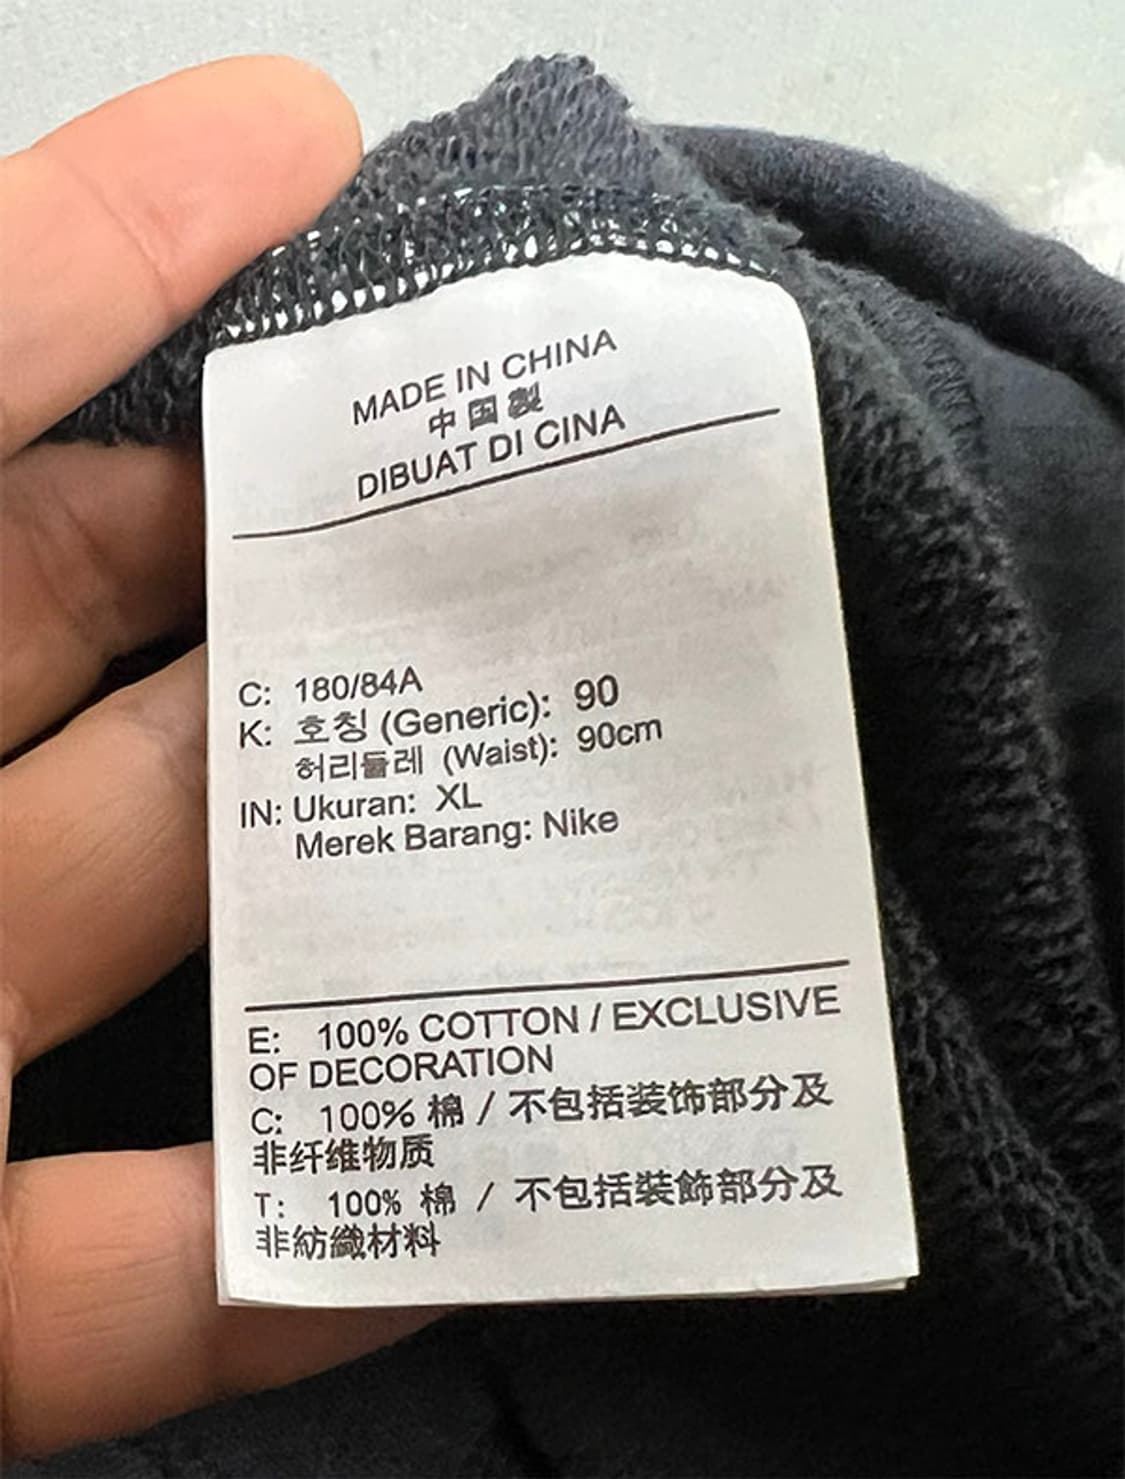 MADE IN CHINA
中国製
DIBUAT DI CINA
C: 180/84A
K: 호칭 (Generic): 90
허리둘레 (Waist): 90cm
IN: Ukuran: XL
Merek Barang: Nike
E: 100% COTTON / EXCLUSIVE
OF DECORATION
C: 100% 棉 / 不包括装饰部分及
非纤维物质
T: 100% 棉 / 不包括裝飾部分及
非紡織材料